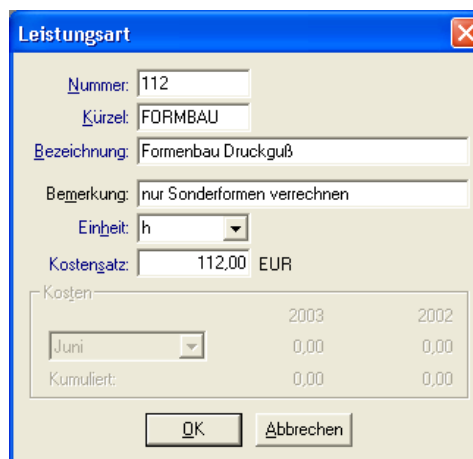 Leistungsart
Nummer: 112
Kürzel: FORMBAU
Bezeichnung: Formenbau Druckguß
Bemerkung: nur Sonderformen verrechnen
Einheit: h
Kostensatz: 112,00 EUR
Kosten
2003 2002
Juni 0,00 0,00
Kumuliert: 0,00 0,00
OK Abbrechen